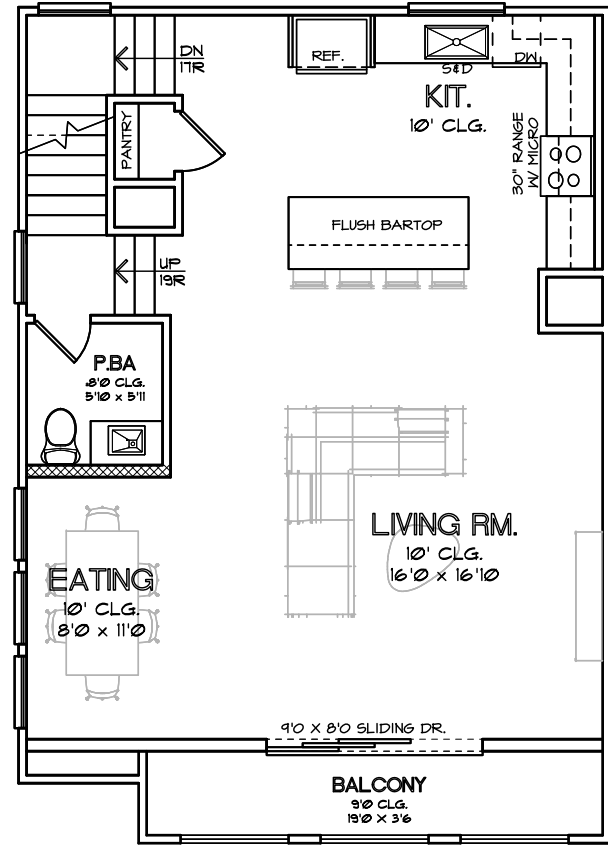 DN
17R
REF.
S&D
DW
KIT.
10' CLG.
PANTRY
30" RANGE
W/ MICRO
FLUSH BARTOP
UP
19R
P.BA
8'0 CLG.
5'10 x 5'11
LIVING RM.
10' CLG.
16'0 x 16'10
EATING
10' CLG.
8'0 x 11'0
9'0 X 8'0 SLIDING DR.
BALCONY
9'0 CLG.
19'0 x 3'6